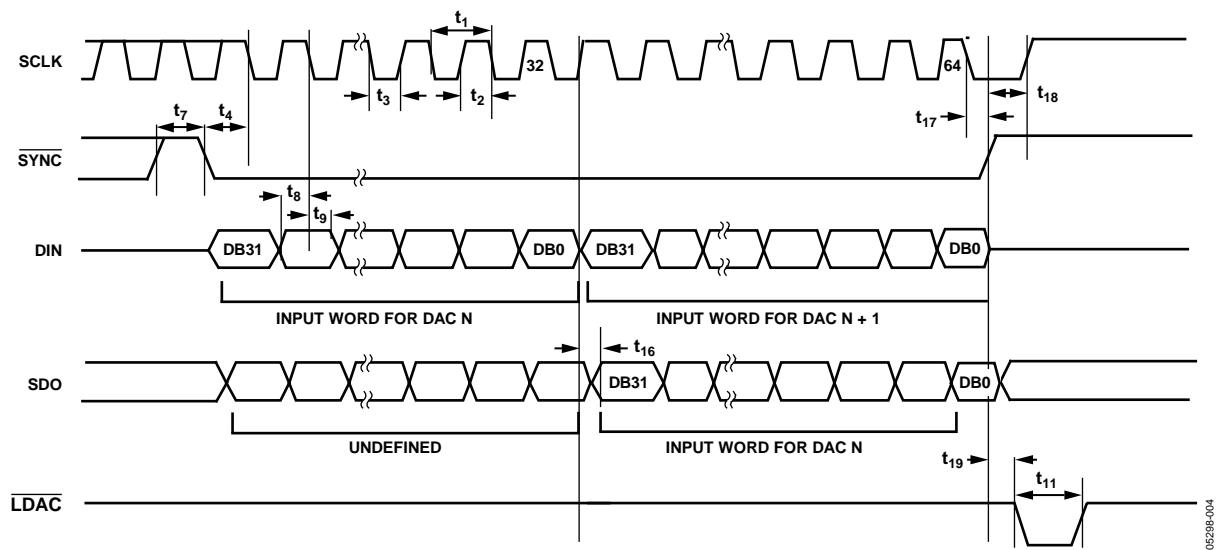 t1
SCLK
32
64
t3
t2
t18
t7
t4
t17
SYNC
t8
t9
DIN
DB31
DB0
DB31
DB0
INPUT WORD FOR DAC N
INPUT WORD FOR DAC N + 1
t16
SDO
DB31
DB0
UNDEFINED
INPUT WORD FOR DAC N
t19
t11
LDAC
05298-004